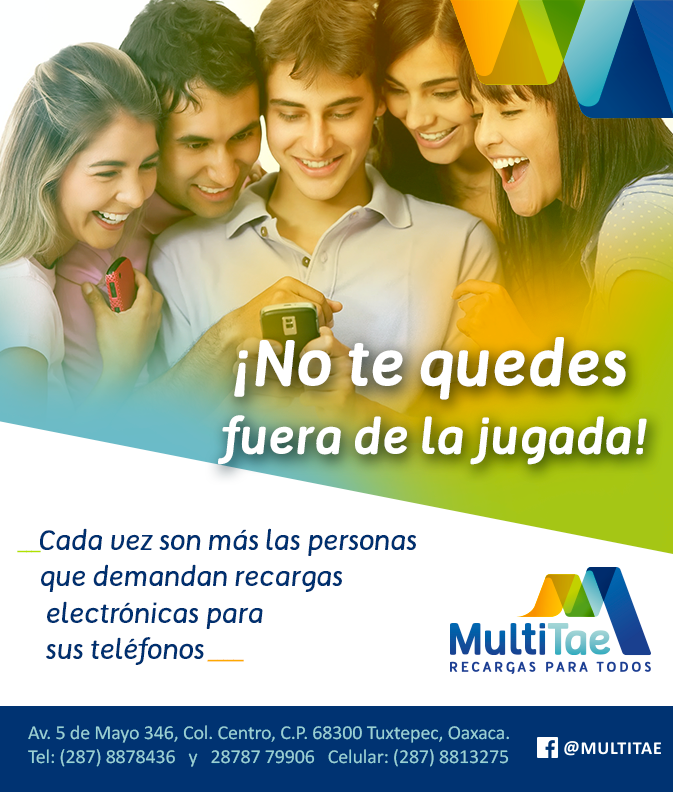 ¡No te quedes
fuera de la jugada!
Cada vez son más las personas
que demandan recargas
electrónicas para
sus teléfonos
MultiTae
RECARGAS PARA TODOS
Av. 5 de Mayo 346, Col. Centro, C.P. 68300 Tuxtepec, Oaxaca.
Tel: (287) 8878436 y 28787 79906 Celular: (287) 8813275
@MULTITAE